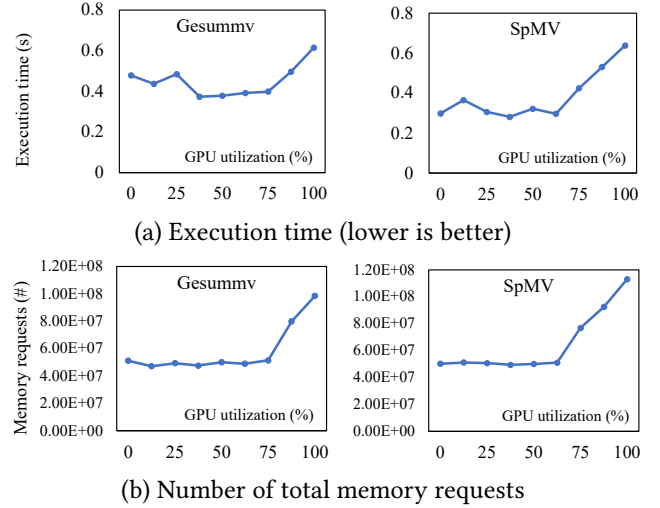 Gesummv
SpMV
Execution time (s)
0.8
0.6
0.4
0.2
0
GPU utilization (%)
0 25 50 75 100
0.8
0.6
0.4
0.2
0
GPU utilization (%)
0 25 50 75 100
(a) Execution time (lower is better)
Gesummv
SpMV
Memory requests (#)
1.20E+08
1.00E+08
8.00E+07
6.00E+07
4.00E+07
2.00E+07
0.00E+00
GPU utilization (%)
0 25 50 75 100
1.20E+08
1.00E+08
8.00E+07
6.00E+07
4.00E+07
2.00E+07
0.00E+00
GPU utilization (%)
0 25 50 75 100
(b) Number of total memory requests